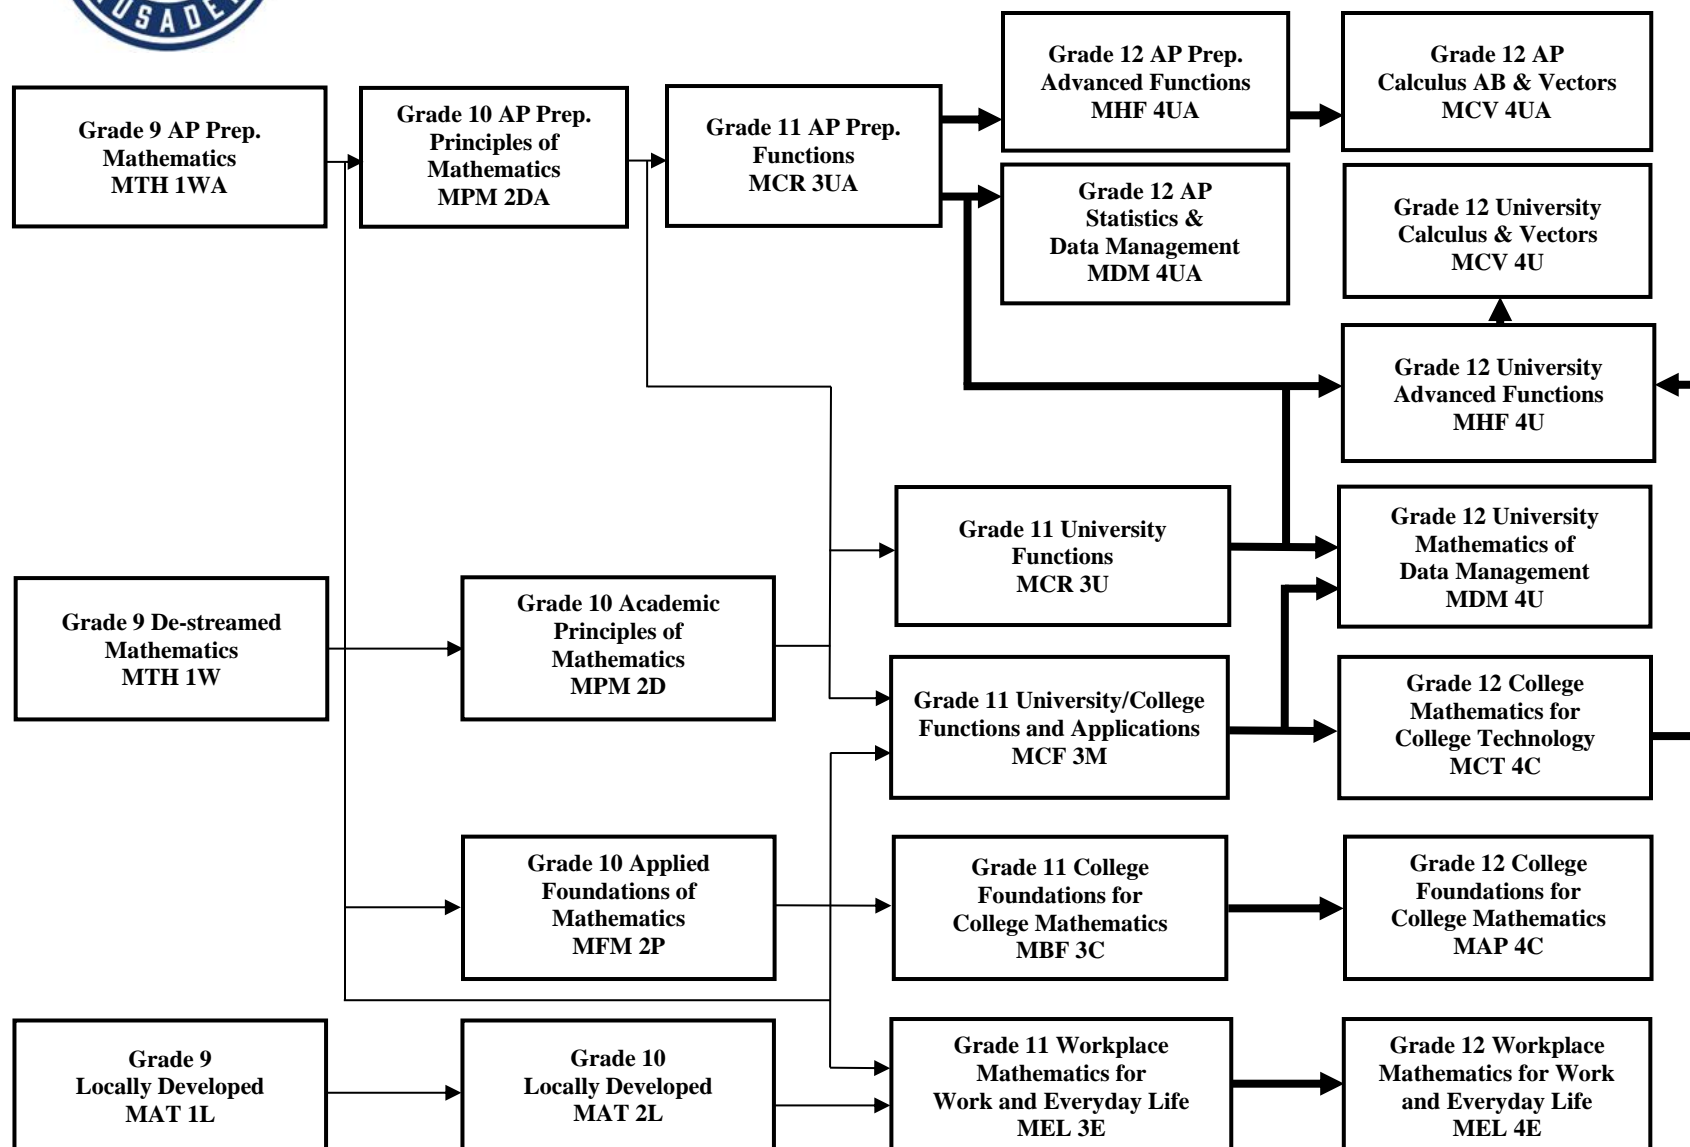 Grade 9 AP Prep.
Mathematics
MTH 1WA
Grade 10 AP Prep.
Principles of
Mathematics
MPM 2DA
Grade 11 AP Prep.
Functions
MCR 3UA
Grade 12 AP Prep.
Advanced Functions
MHF 4UA
Grade 12 AP
Calculus AB & Vectors
MCV 4UA
Grade 12 AP
Statistics &
Data Management
MDM 4UA
Grade 12 University
Calculus & Vectors
MCV 4U
Grade 12 University
Advanced Functions
MHF 4U
Grade 11 University
Functions
MCR 3U
Grade 12 University
Mathematics of
Data Management
MDM 4U
Grade 9 De-streamed
Mathematics
MTH 1W
Grade 10 Academic
Principles of
Mathematics
MPM 2D
Grade 11 University/College
Functions and Applications
MCF 3M
Grade 12 College
Mathematics for
College Technology
MCT 4C
Grade 10 Applied
Foundations of
Mathematics
MFM 2P
Grade 11 College
Foundations for
College Mathematics
MBF 3C
Grade 12 College
Foundations for
College Mathematics
MAP 4C
Grade 9
Locally Developed
MAT 1L
Grade 10
Locally Developed
MAT 2L
Grade 11 Workplace
Mathematics for
Work and Everyday Life
MEL 3E
Grade 12 Workplace
Mathematics for Work
and Everyday Life
MEL 4E